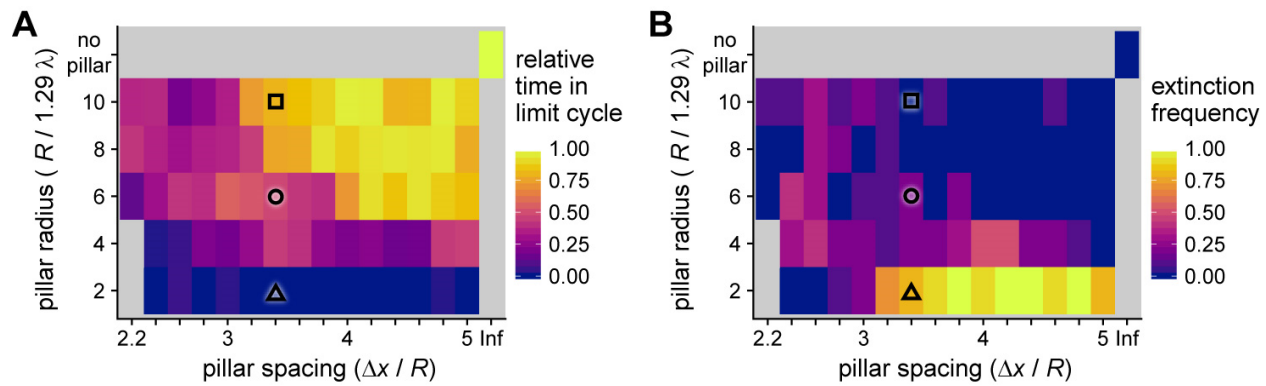 A
no
pillar
10
8
6
4
2
pillar radius ( R / 1.29 λ)
2.2
3
4
5
Inf
pillar spacing (Δx / R)
relative
time in
limit cycle
1.00
0.75
0.50
0.25
0.00
B
no
pillar
10
8
6
4
2
pillar radius ( R / 1.29 λ)
2.2
3
4
5
Inf
pillar spacing (Δx / R)
extinction
frequency
1.00
0.75
0.50
0.25
0.00